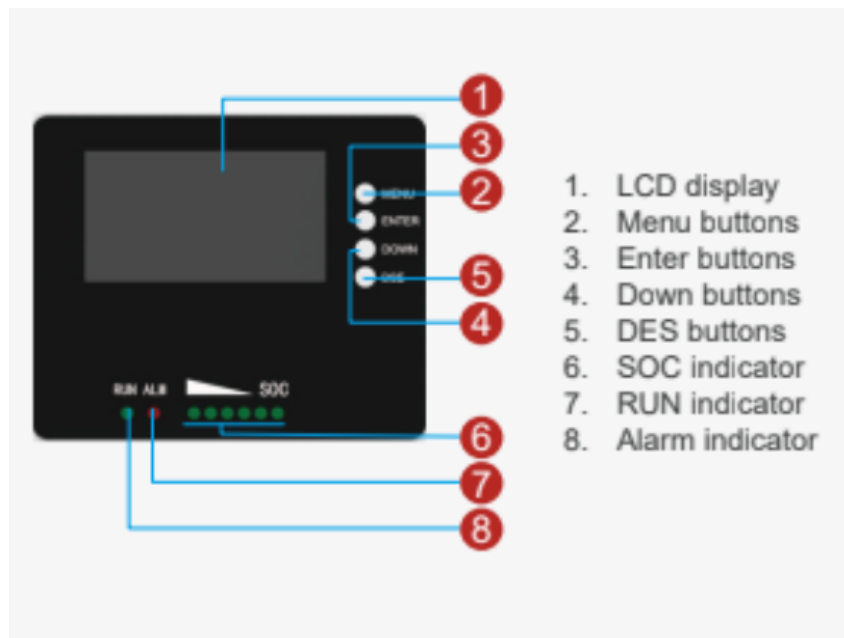 1
3
MENU
2
ENTER
DOWN
5
4
RUN ALM SOC
6
7
8
1. LCD display
2. Menu buttons
3. Enter buttons
4. Down buttons
5. DES buttons
6. SOC indicator
7. RUN indicator
8. Alarm indicator